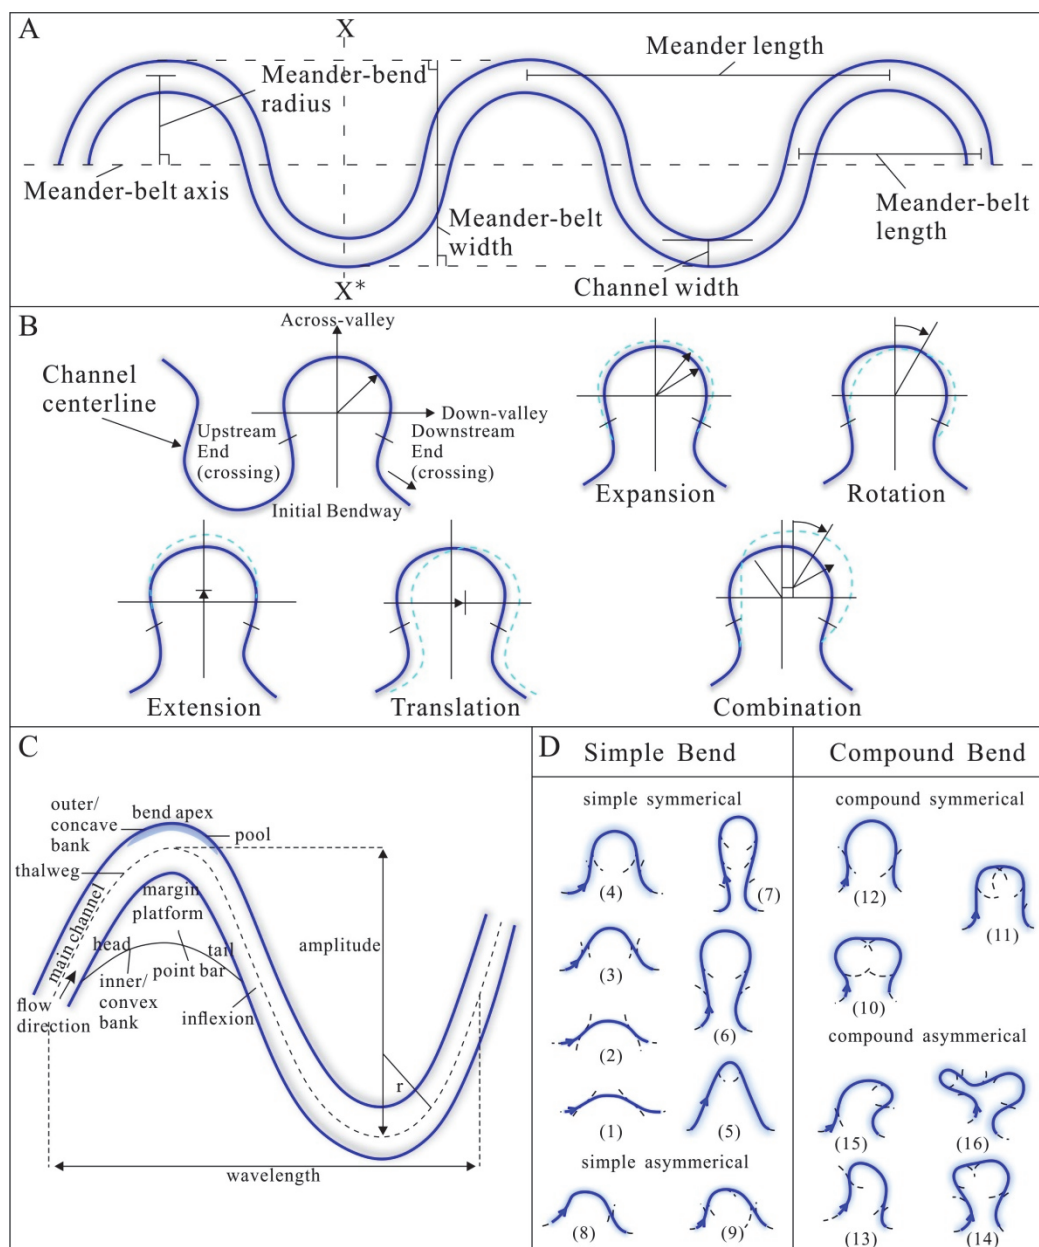 A
X
Meander length
Meander-bend
radius
Meander-belt axis
Meander-belt
width
Meander-belt
length
Channel width
X*
B
Across-valley
Channel
centerline
Down-valley
Upstream
End
(crossing)
Downstream
End
(crossing)
Initial Bendway
Expansion
Rotation
Extension
Translation
Combination
C
outer/
concave
bank
bend apex
pool
thalweg
main channel
margin
platform
head
tail
point bar
inner/
convex
bank
flow
direction
inflexion
amplitude
r
wavelength
D
Simple Bend
simple symmerical
(4)
(7)
(3)
(6)
(2)
(1)
(5)
simple asymmerical
(8)
(9)
Compound Bend
compound symmerical
(12)
(11)
(10)
compound asymmerical
(15)
(16)
(13)
(14)